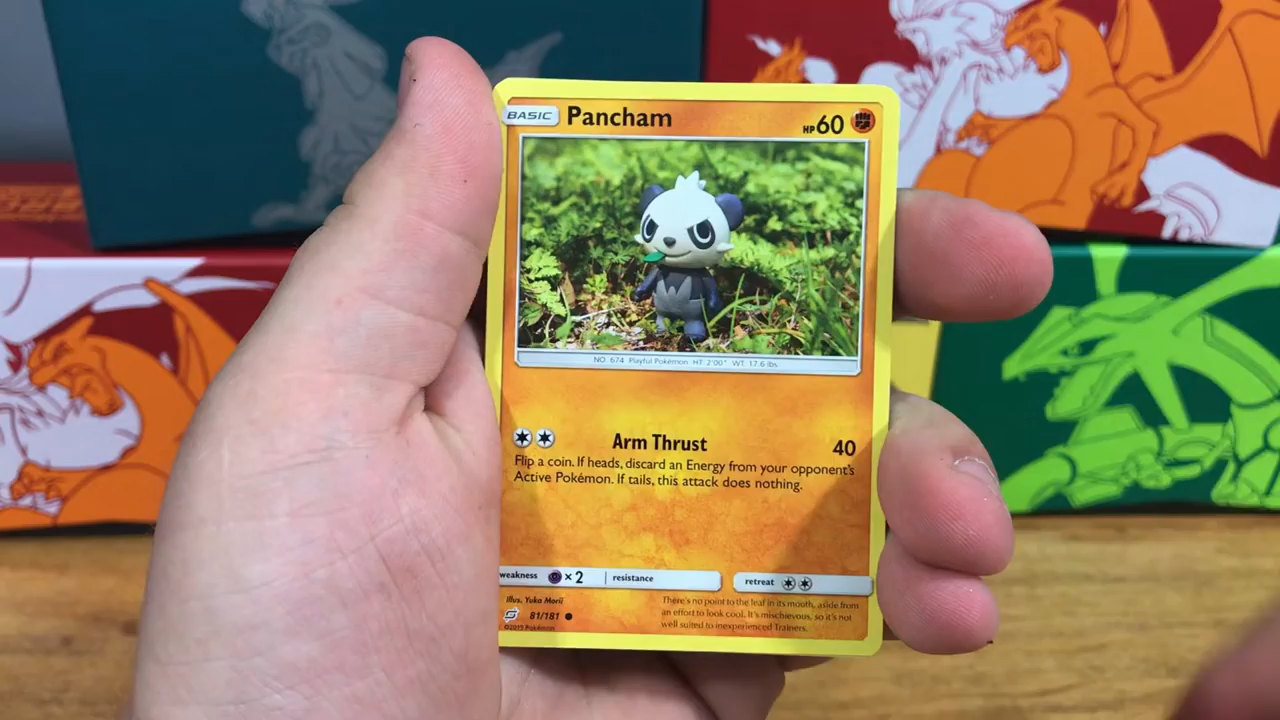 BASIC Pancham HP60
NO. 674 Playful Pokémon HT: 2'00" WT: 17.6 lbs
Arm Thrust 40
Flip a coin. If heads, discard an Energy from your opponent's
Active Pokémon. If tails, this attack does nothing.
weakness ×2 resistance retreat
Illus. Yuka Morii
81/181
©2019 Pokémon
There's no point to the leaf in its mouth, aside from
an effort to look cool. It's mischievous, so it's not
well suited to inexperienced Trainers.